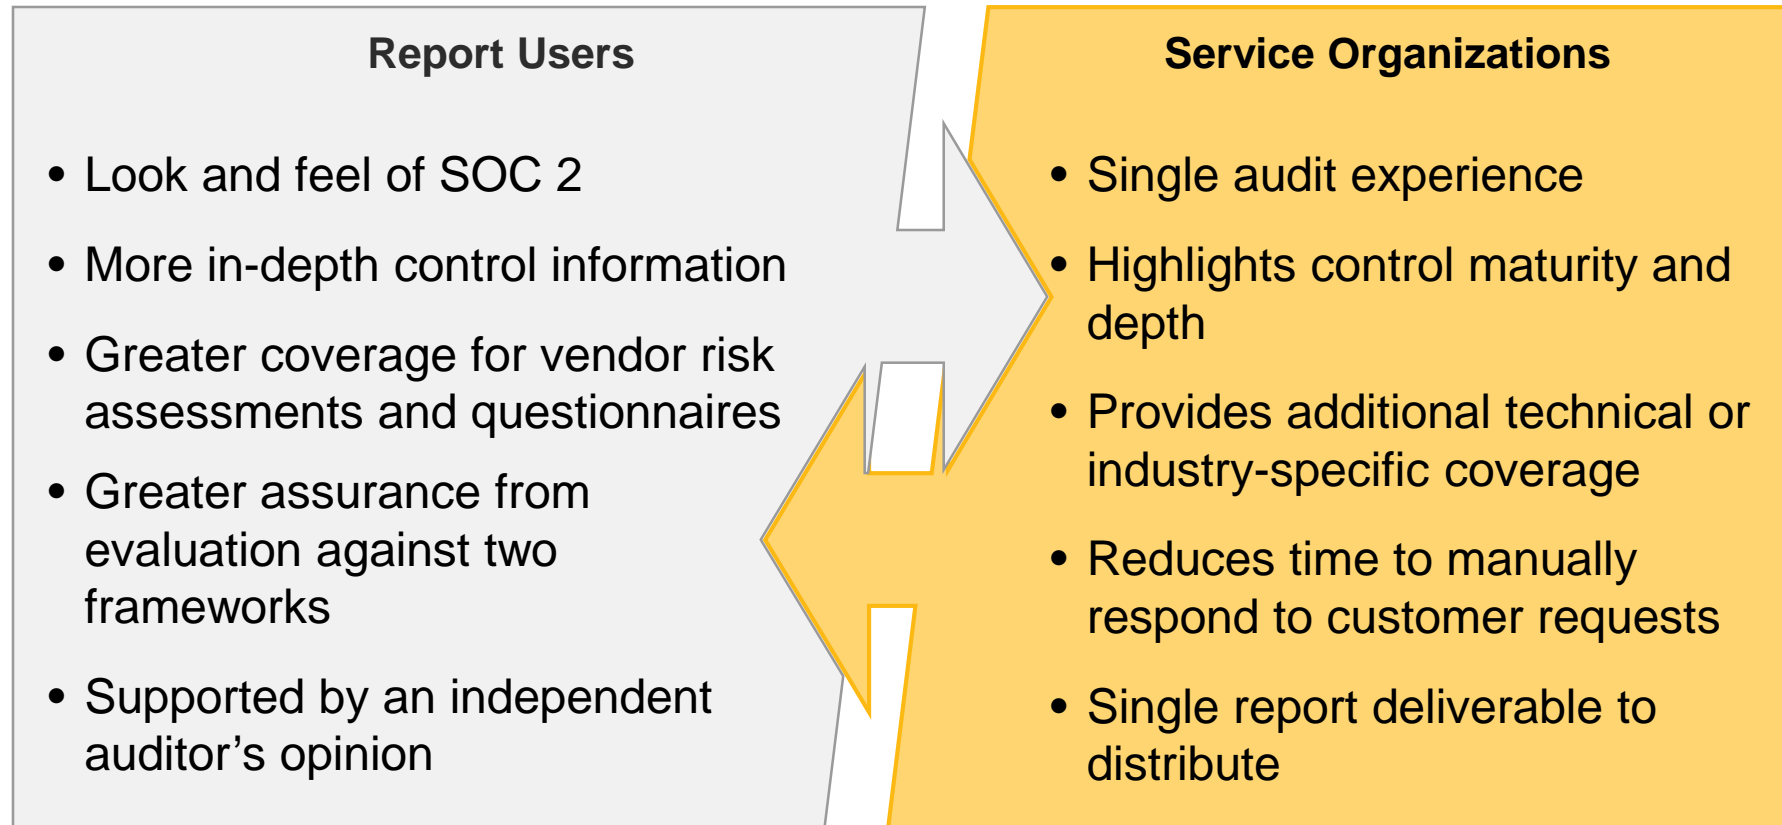 Report Users
• Look and feel of SOC 2
• More in-depth control information
• Greater coverage for vendor risk
assessments and questionnaires
• Greater assurance from
evaluation against two
frameworks
• Supported by an independent
auditor’s opinion
Service Organizations
• Single audit experience
• Highlights control maturity and
depth
• Provides additional technical or
industry-specific coverage
• Reduces time to manually
respond to customer requests
• Single report deliverable to
distribute